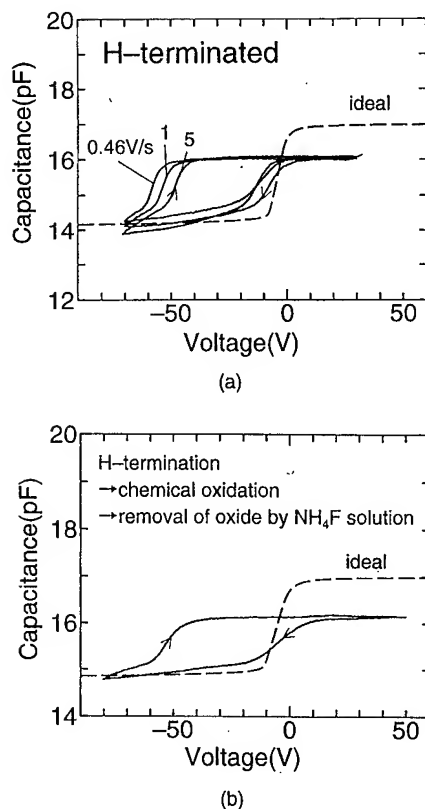 H–terminated
20
18
16
14
12
Capacitance(pF)
ideal
0.46V/s
1
5
–50
0
50
Voltage(V)
(a)
H–termination
→chemical oxidation
→removal of oxide by NH₄F solution
20
18
16
14
Capacitance(pF)
ideal
–50
0
50
Voltage(V)
(b)